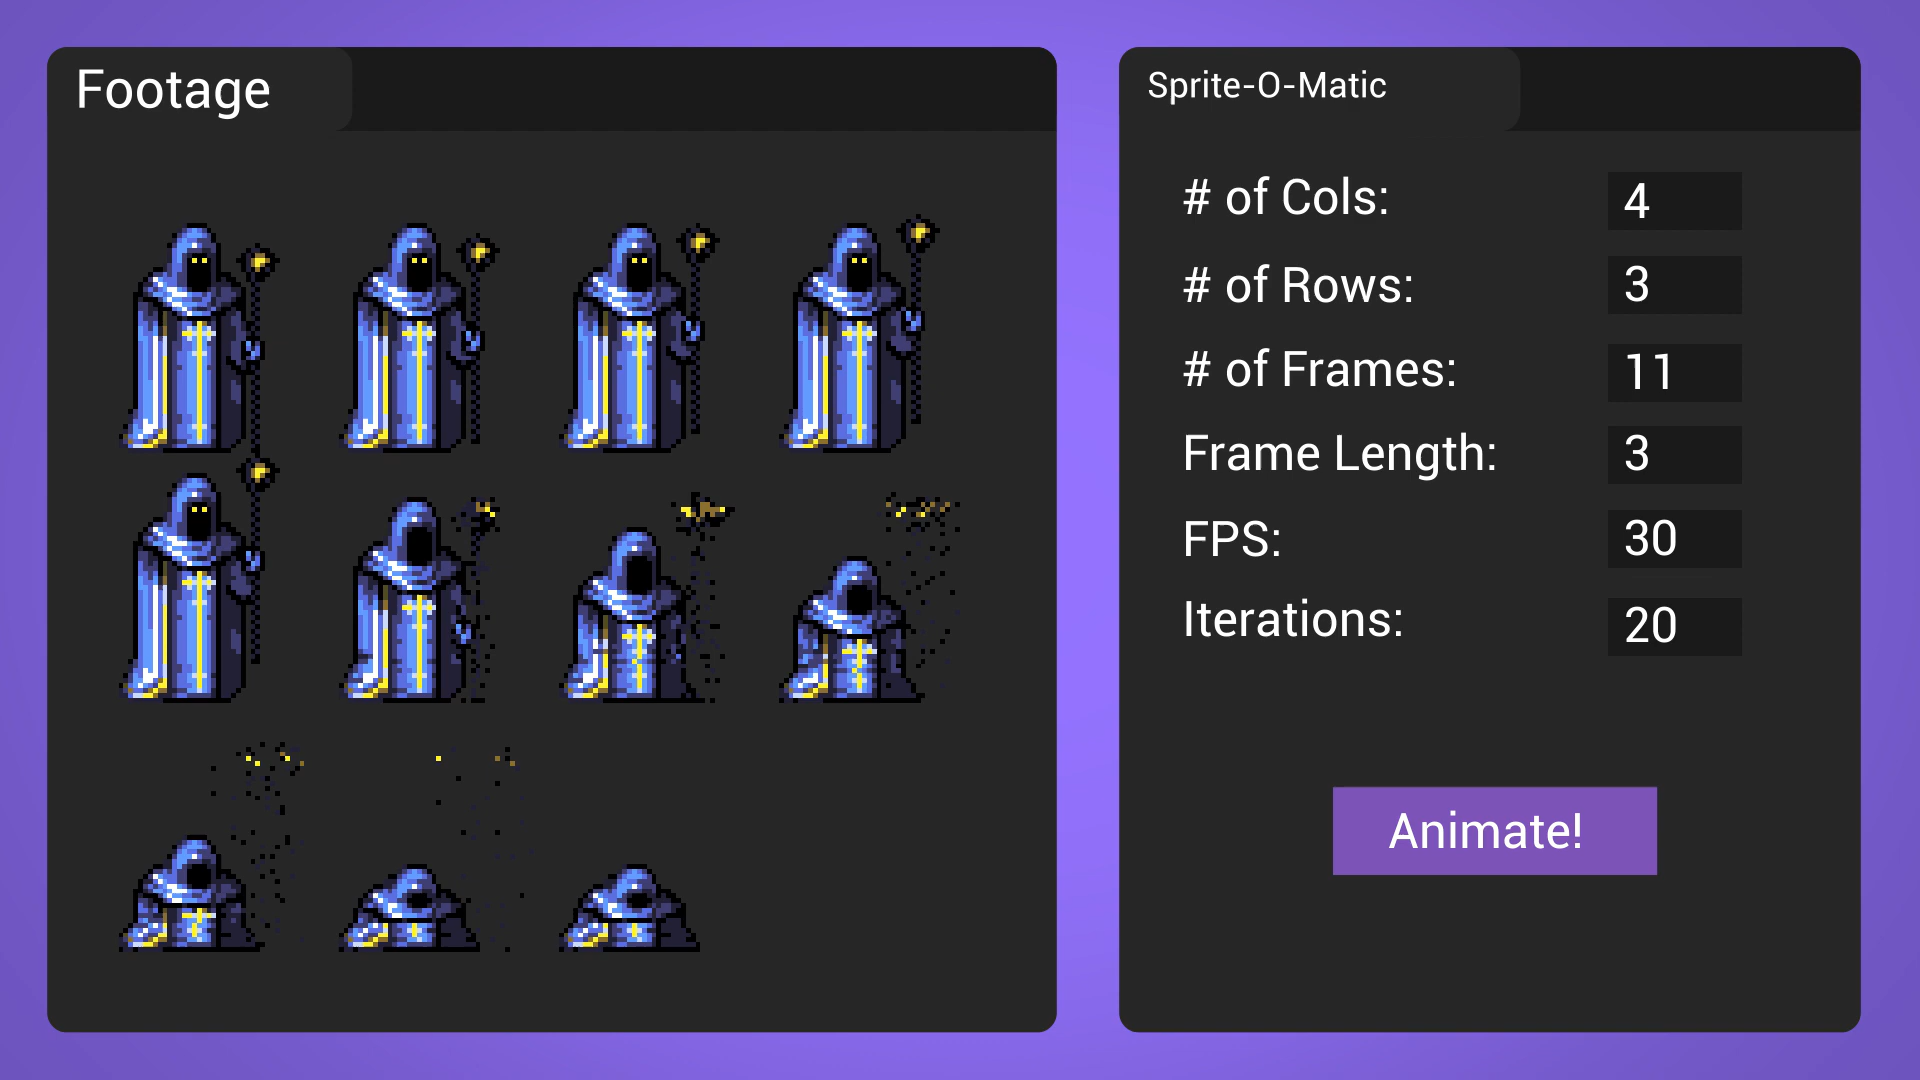 Footage
Sprite-O-Matic
# of Cols: 4
# of Rows: 3
# of Frames: 11
Frame Length: 3
FPS: 30
Iterations: 20
Animate!